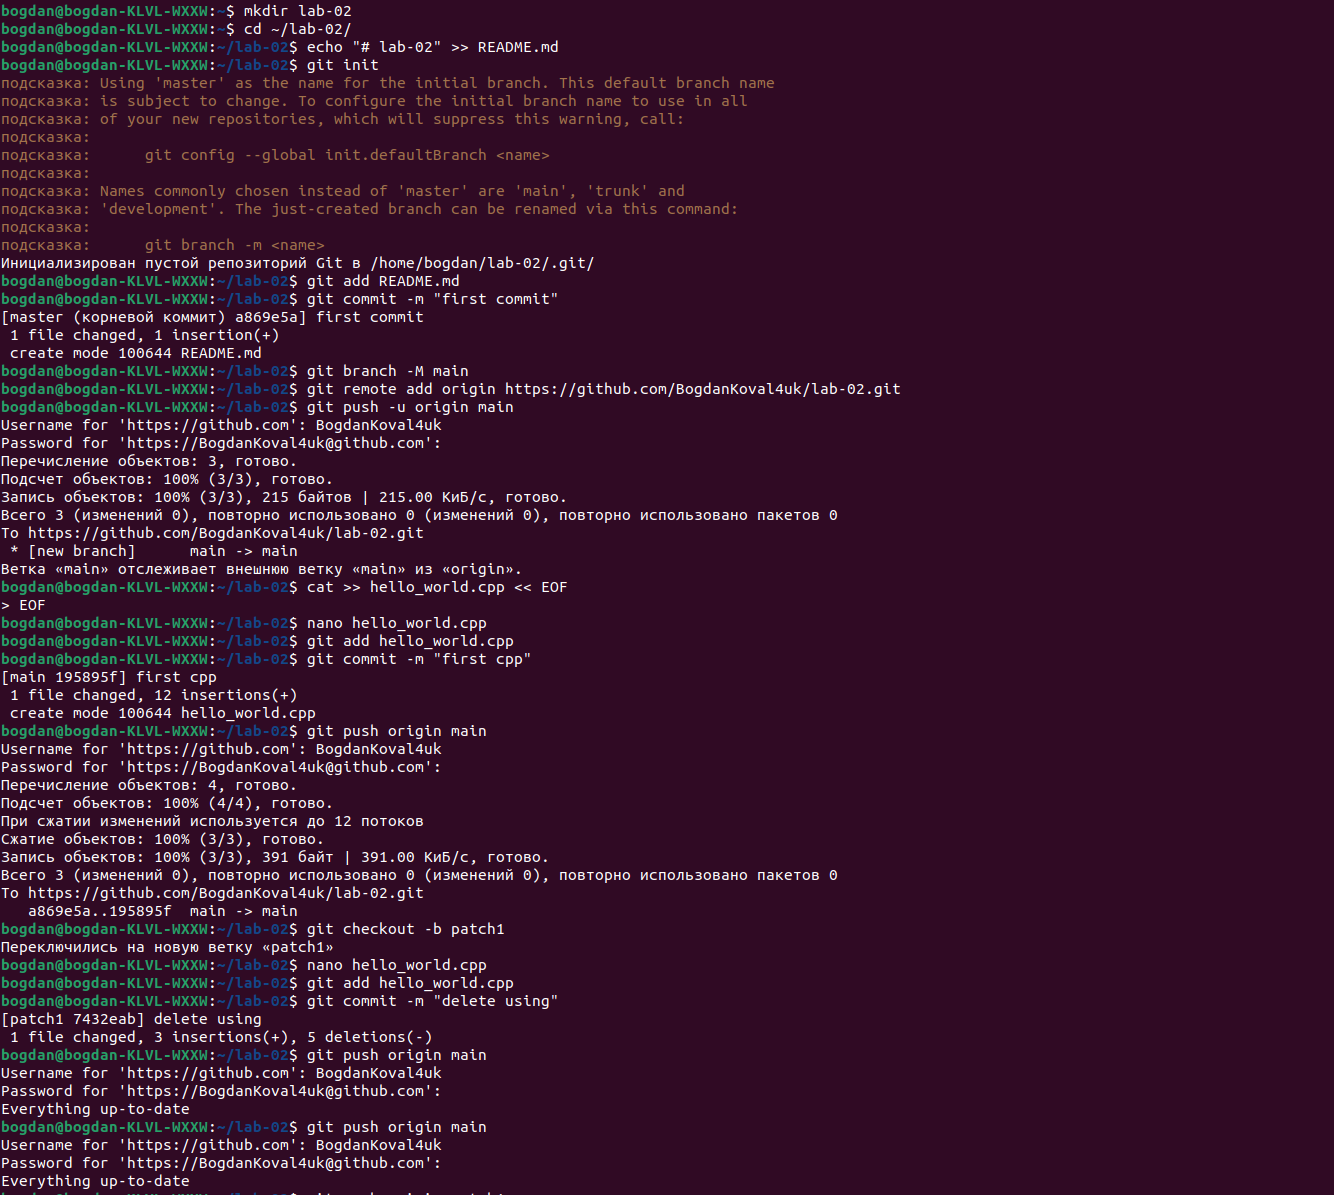 bogdan@bogdan-KLVL-WXXW:~$ mkdir lab-02
bogdan@bogdan-KLVL-WXXW:~$ cd ~/lab-02/
bogdan@bogdan-KLVL-WXXW:~/lab-02$ echo "# lab-02" >> README.md
bogdan@bogdan-KLVL-WXXW:~/lab-02$ git init
подсказка: Using 'master' as the name for the initial branch. This default branch name
подсказка: is subject to change. To configure the initial branch name to use in all
подсказка: of your new repositories, which will suppress this warning, call:
подсказка:
подсказка:      git config --global init.defaultBranch <name>
подсказка:
подсказка: Names commonly chosen instead of 'master' are 'main', 'trunk' and
подсказка: 'development'. The just-created branch can be renamed via this command:
подсказка:
подсказка:      git branch -m <name>
Инициализирован пустой репозиторий Git в /home/bogdan/lab-02/.git/
bogdan@bogdan-KLVL-WXXW:~/lab-02$ git add README.md
bogdan@bogdan-KLVL-WXXW:~/lab-02$ git commit -m "first commit"
[master (корневой коммит) a869e5a] first commit
 1 file changed, 1 insertion(+)
 create mode 100644 README.md
bogdan@bogdan-KLVL-WXXW:~/lab-02$ git branch -M main
bogdan@bogdan-KLVL-WXXW:~/lab-02$ git remote add origin https://github.com/BogdanKoval4uk/lab-02.git
bogdan@bogdan-KLVL-WXXW:~/lab-02$ git push -u origin main
Username for 'https://github.com': BogdanKoval4uk
Password for 'https://BogdanKoval4uk@github.com':
Перечисление объектов: 3, готово.
Подсчет объектов: 100% (3/3), готово.
Запись объектов: 100% (3/3), 215 байтов | 215.00 КиБ/с, готово.
Всего 3 (изменений 0), повторно использовано 0 (изменений 0), повторно использовано пакетов 0
To https://github.com/BogdanKoval4uk/lab-02.git
 * [new branch]      main -> main
Ветка «main» отслеживает внешнюю ветку «main» из «origin».
bogdan@bogdan-KLVL-WXXW:~/lab-02$ cat >> hello_world.cpp << EOF
> EOF
bogdan@bogdan-KLVL-WXXW:~/lab-02$ nano hello_world.cpp
bogdan@bogdan-KLVL-WXXW:~/lab-02$ git add hello_world.cpp
bogdan@bogdan-KLVL-WXXW:~/lab-02$ git commit -m "first cpp"
[main 195895f] first cpp
 1 file changed, 12 insertions(+)
 create mode 100644 hello_world.cpp
bogdan@bogdan-KLVL-WXXW:~/lab-02$ git push origin main
Username for 'https://github.com': BogdanKoval4uk
Password for 'https://BogdanKoval4uk@github.com':
Перечисление объектов: 4, готово.
Подсчет объектов: 100% (4/4), готово.
При сжатии изменений используется до 12 потоков
Сжатие объектов: 100% (3/3), готово.
Запись объектов: 100% (3/3), 391 байт | 391.00 КиБ/с, готово.
Всего 3 (изменений 0), повторно использовано 0 (изменений 0), повторно использовано пакетов 0
To https://github.com/BogdanKoval4uk/lab-02.git
   a869e5a..195895f  main -> main
bogdan@bogdan-KLVL-WXXW:~/lab-02$ git checkout -b patch1
Переключились на новую ветку «patch1»
bogdan@bogdan-KLVL-WXXW:~/lab-02$ nano hello_world.cpp
bogdan@bogdan-KLVL-WXXW:~/lab-02$ git add hello_world.cpp
bogdan@bogdan-KLVL-WXXW:~/lab-02$ git commit -m "delete using"
[patch1 7432eab] delete using
 1 file changed, 3 insertions(+), 5 deletions(-)
bogdan@bogdan-KLVL-WXXW:~/lab-02$ git push origin main
Username for 'https://github.com': BogdanKoval4uk
Password for 'https://BogdanKoval4uk@github.com':
Everything up-to-date
bogdan@bogdan-KLVL-WXXW:~/lab-02$ git push origin main
Username for 'https://github.com': BogdanKoval4uk
Password for 'https://BogdanKoval4uk@github.com':
Everything up-to-date